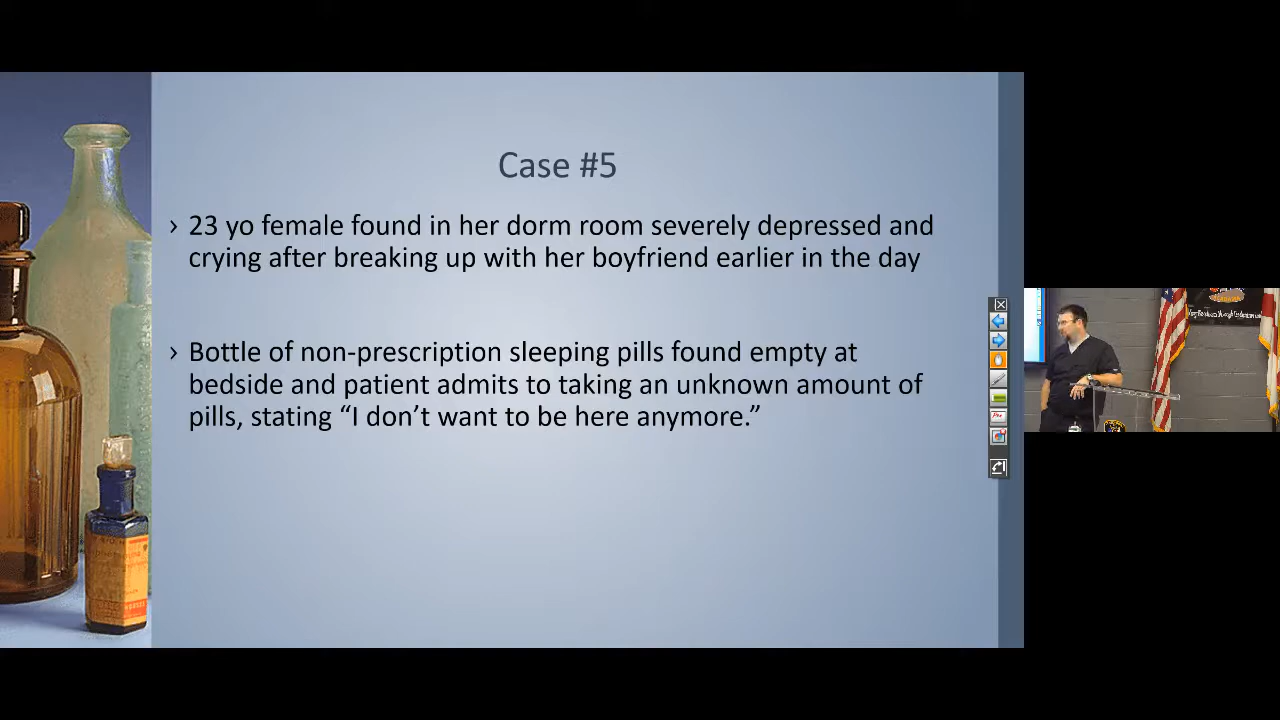 Case #5
› 23 yo female found in her dorm room severely depressed and
crying after breaking up with her boyfriend earlier in the day
› Bottle of non-prescription sleeping pills found empty at
bedside and patient admits to taking an unknown amount of
pills, stating “I don’t want to be here anymore.”